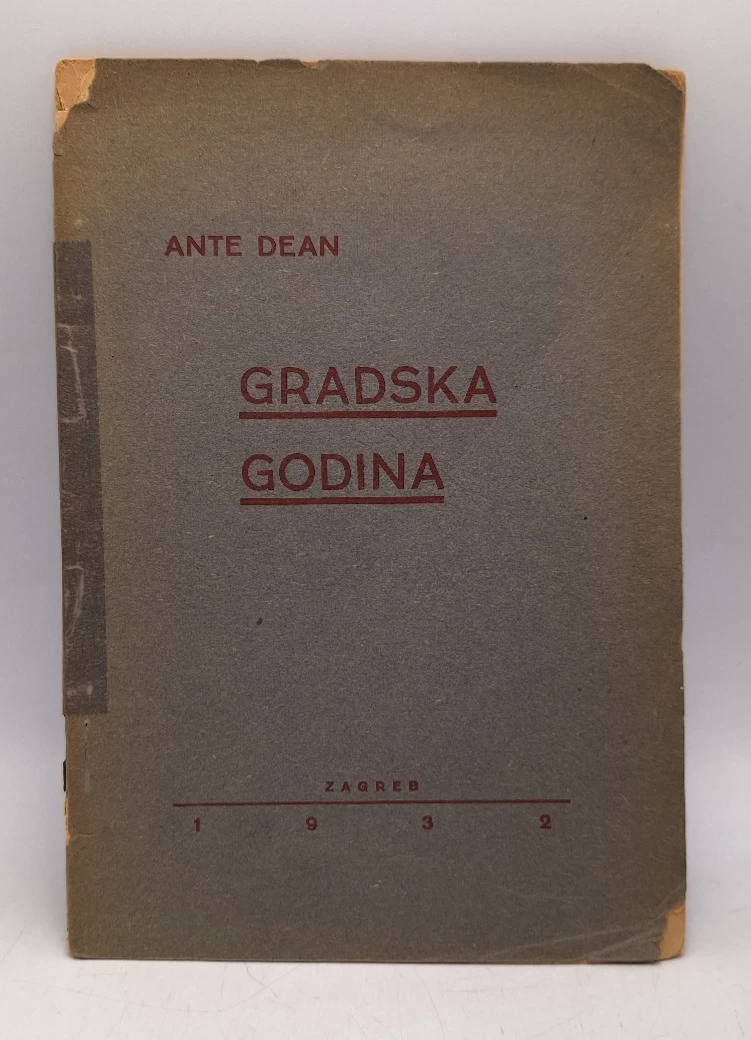 ANTE DEAN
GRADSKA
GODINA
ZAGREB
1 9 3 2